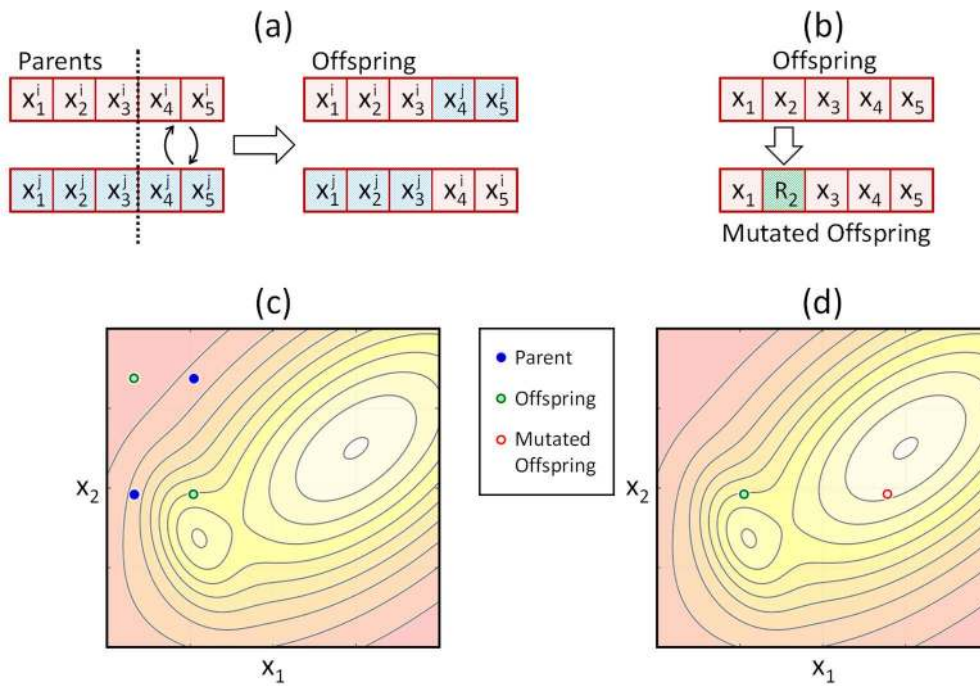 (a)
Parents
x₁ⁱ x₂ⁱ x₃ⁱ x₄ⁱ x₅ⁱ
x₁ʲ x₂ʲ x₃ʲ x₄ʲ x₅ʲ
Offspring
x₁ⁱ x₂ⁱ x₃ⁱ x₄ʲ x₅ʲ
x₁ʲ x₂ʲ x₃ʲ x₄ⁱ x₅ⁱ
(b)
Offspring
x₁ x₂ x₃ x₄ x₅
x₁ R₂ x₃ x₄ x₅
Mutated Offspring
(c)
x₂
x₁
Parent
Offspring
Mutated
Offspring
(d)
x₂
x₁